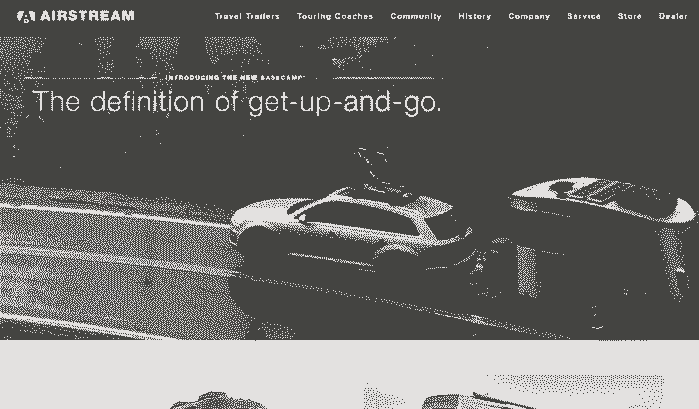 AIRSTREAM
Travel Trailers Touring Coaches Community History Company Service Store Dealer
INTRODUCING THE NEW BASECAMP™
The definition of get-up-and-go.